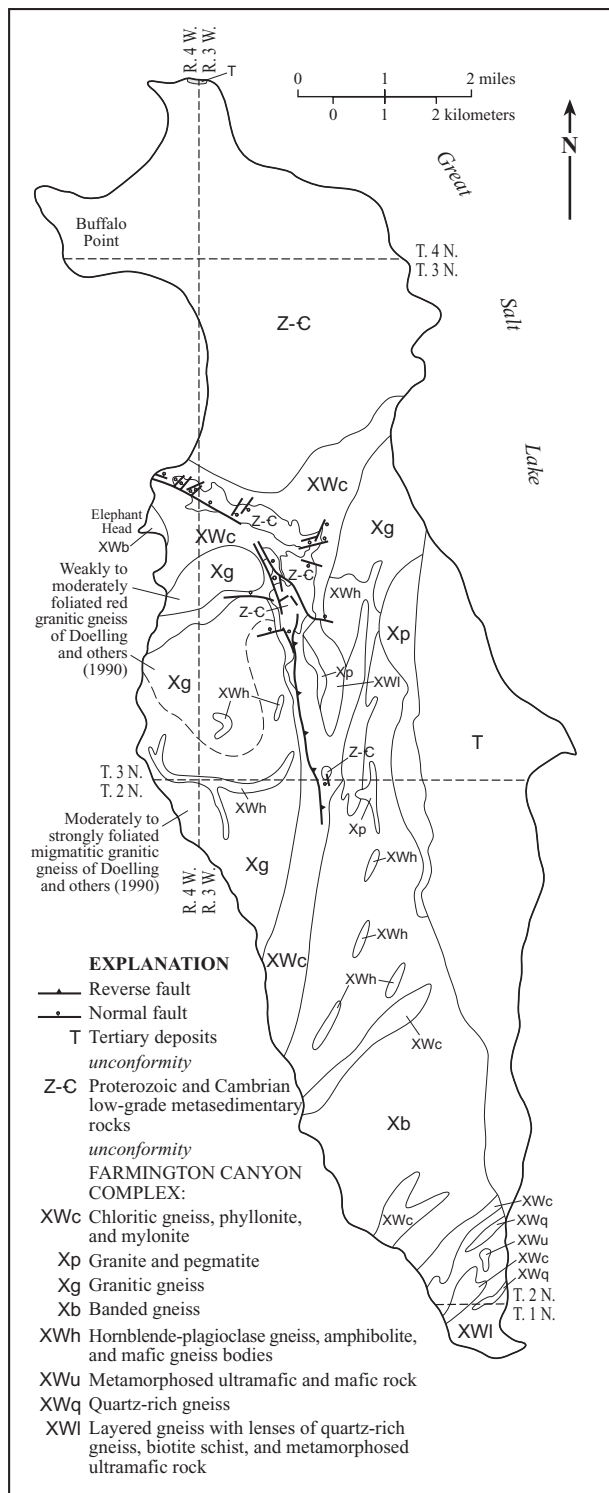 R. 4 W.
R. 3 W.
T
0 1 2 miles
0 1 2 kilometers
N
Great
Salt
Lake
Buffalo
Point
T. 4 N.
T. 3 N.
Z-Ꞓ
XWc
Z-Ꞓ
Xg
Elephant
Head
XWb
XWc
Xg
Z-Ꞓ
Z-Ꞓ
XWh
Weakly to
moderately
foliated red
granitic gneiss
of Doelling
and others
(1990)
Xp
Xp
XWl
Xg
XWh
T
Z-Ꞓ
T. 3 N.
T. 2 N.
XWh
Xp
Moderately to
strongly foliated
migmatitic granitic
gneiss of Doelling
and others (1990)
R. 4 W.
R. 3 W.
Xg
XWh
XWh
XWc
XWh
XWc
Xb
XWc
XWc
XWq
XWu
XWc
XWq
T. 2 N.
T. 1 N.
XWl
EXPLANATION
Reverse fault
Normal fault
T Tertiary deposits
unconformity
Z-Ꞓ Proterozoic and Cambrian
low-grade metasedimentary
rocks
unconformity
FARMINGTON CANYON
COMPLEX:
XWc Chloritic gneiss, phyllonite,
and mylonite
Xp Granite and pegmatite
Xg Granitic gneiss
Xb Banded gneiss
XWh Hornblende-plagioclase gneiss, amphibolite,
and mafic gneiss bodies
XWu Metamorphosed ultramafic and mafic rock
XWq Quartz-rich gneiss
XWl Layered gneiss with lenses of quartz-rich
gneiss, biotite schist, and metamorphosed
ultramafic rock